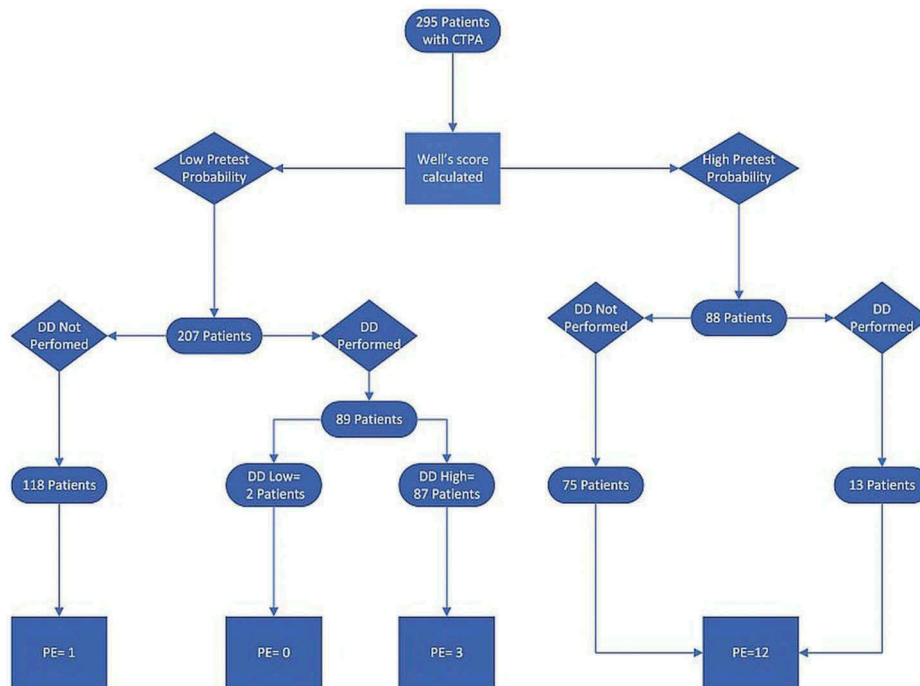 295 Patients
with CTPA
Low Pretest
Probability
Well's score
calculated
High Pretest
Probability
DD Not
Perfomed
207 Patients
DD
Performed
DD Not
Performed
88 Patients
DD
Performed
89 Patients
118 Patients
DD Low=
2 Patients
DD High=
87 Patients
75 Patients
13 Patients
PE= 1
PE= 0
PE= 3
PE=12